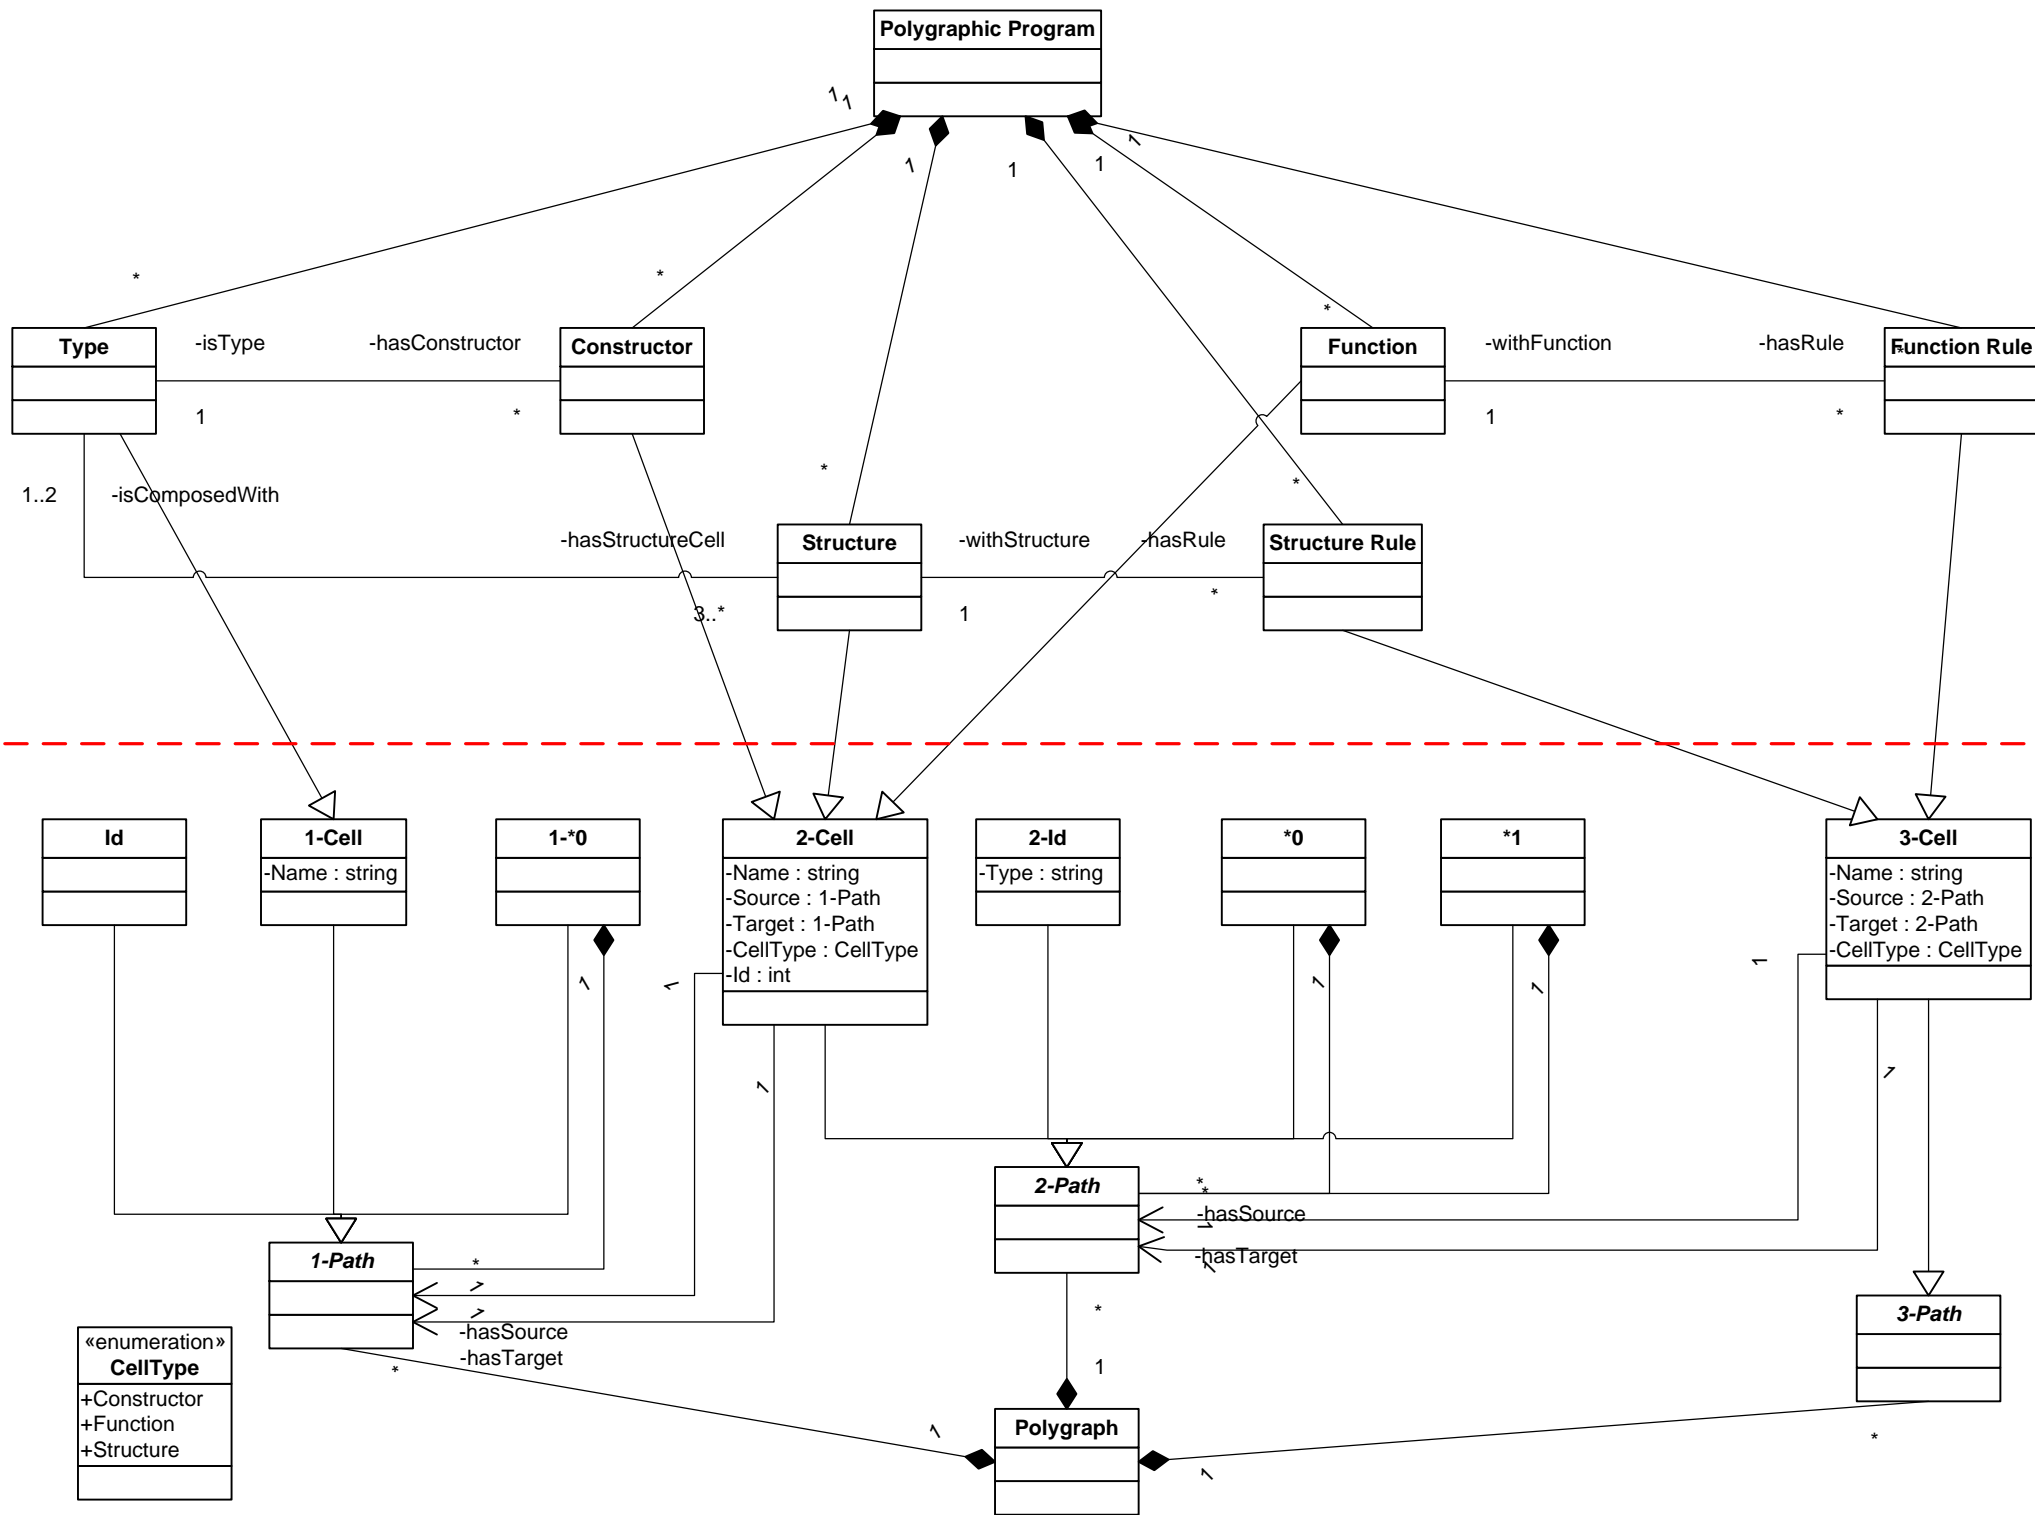 Polygraphic Program
1
1
1
1
1
1
*
*
*
*
Type
-isType
-hasConstructor
Constructor
Function
-withFunction
-hasRule
Function Rule
*
1
*
1
*
1..2
-isComposedWith
*
*
-hasStructureCell
Structure
-withStructure
-hasRule
Structure Rule
3..*
1
*
Id
1-Cell
-Name : string
1-*0
2-Cell
-Name : string
-Source : 1-Path
-Target : 1-Path
-CellType : CellType
-Id : int
2-Id
-Type : string
*0
*1
3-Cell
-Name : string
-Source : 2-Path
-Target : 2-Path
-CellType : CellType
1
1
1
1
1
1
1
2-Path
*
*
-hasSource
1
-hasTarget
1
1-Path
*
1
1
-hasSource
-hasTarget
*
*
1
3-Path
«enumeration»
CellType
+Constructor
+Function
+Structure
Polygraph
1
1
*